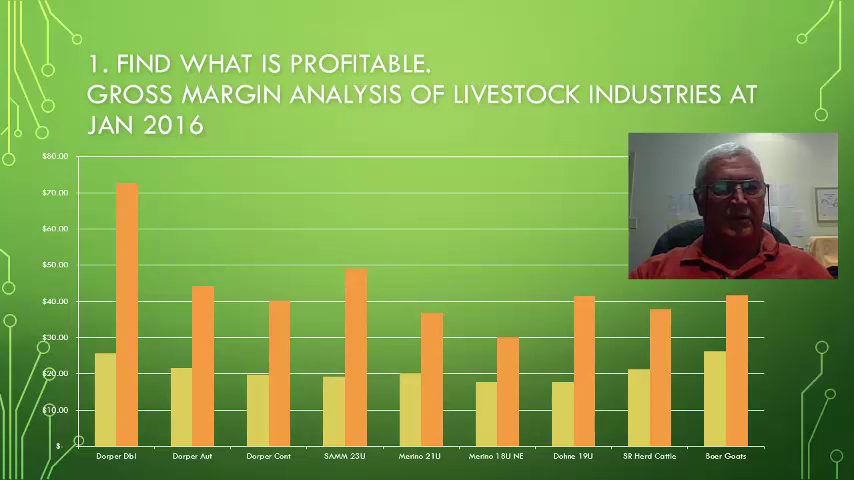 1. FIND WHAT IS PROFITABLE.
GROSS MARGIN ANALYSIS OF LIVESTOCK INDUSTRIES AT
JAN 2016
$80.00
$70.00
$60.00
$50.00
$40.00
$30.00
$20.00
$10.00
$-
Dorper Dbl Dorper Aut Dorper Cont SAMM 23U Merino 21U Merino 18U NE Dohne 19U SR Herd Cattle Boer Goats